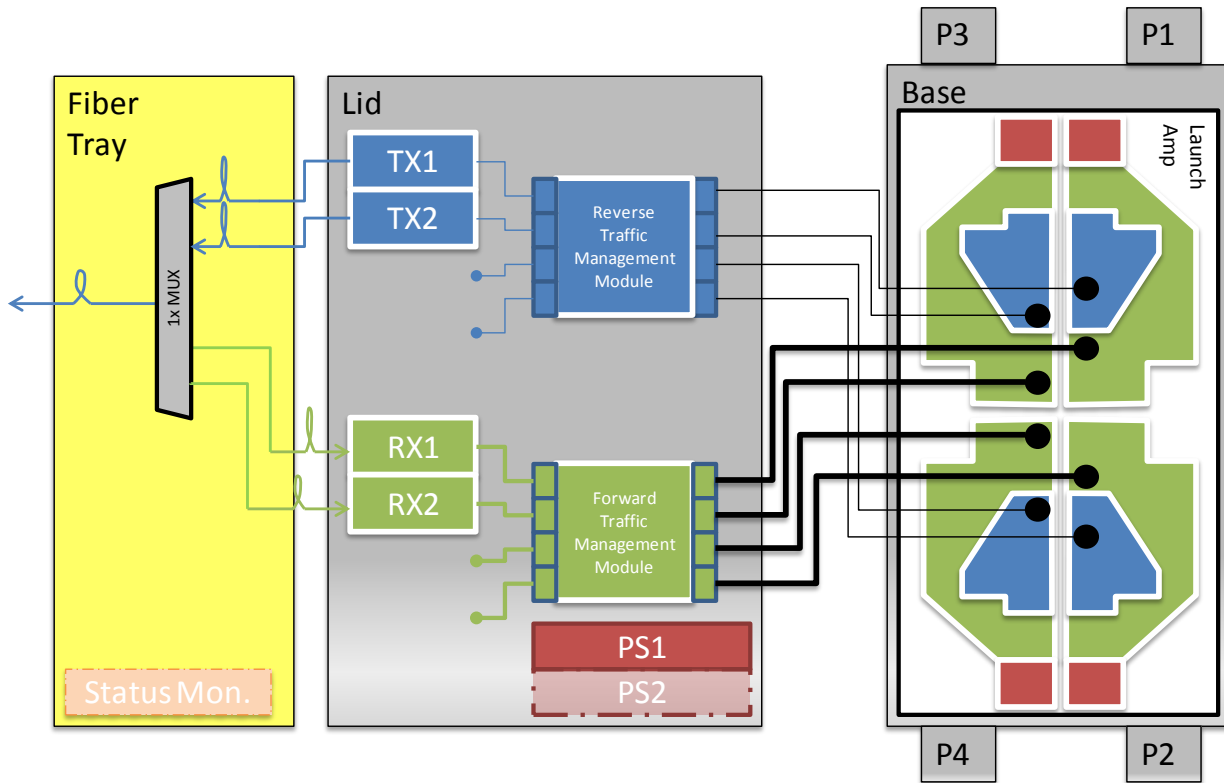 P3
P1
Fiber
Tray
Lid
Base
Launch
Amp
TX1
TX2
Reverse
Traffic
Management
Module
1x MUX
RX1
RX2
Forward
Traffic
Management
Module
PS1
PS2
Status Mon.
P4
P2